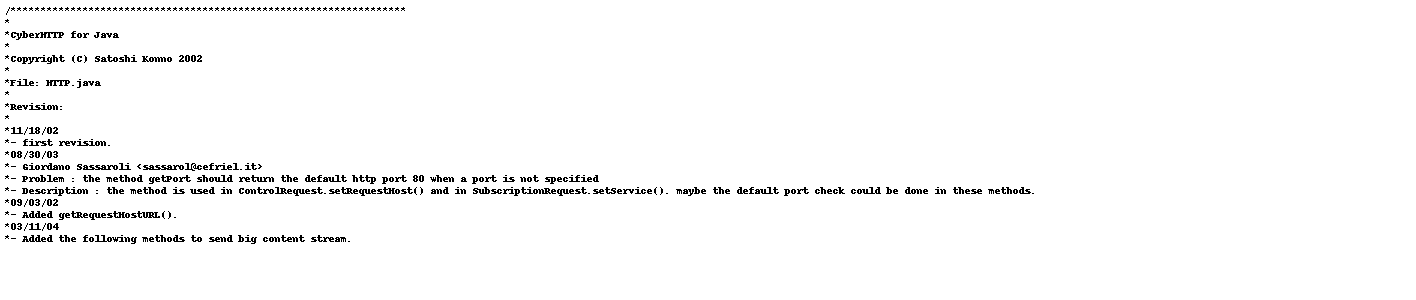 /******************************************************************
*
*CyberHTTP for Java
*
*Copyright (C) Satoshi Konno 2002
*
*File: HTTP.java
*
*Revision:
*
*11/18/02
*- first revision.
*08/30/03
*- Giordano Sassaroli <sassarol@cefriel.it>
*- Problem : the method getPort should return the default http port 80 when a port is not specified
*- Description : the method is used in ControlRequest.setRequestHost() and in SubscriptionRequest.setService(). maybe the default port check could be done in these methods.
*09/03/02
*- Added getRequestHostURL().
*03/11/04
*- Added the following methods to send big content stream.